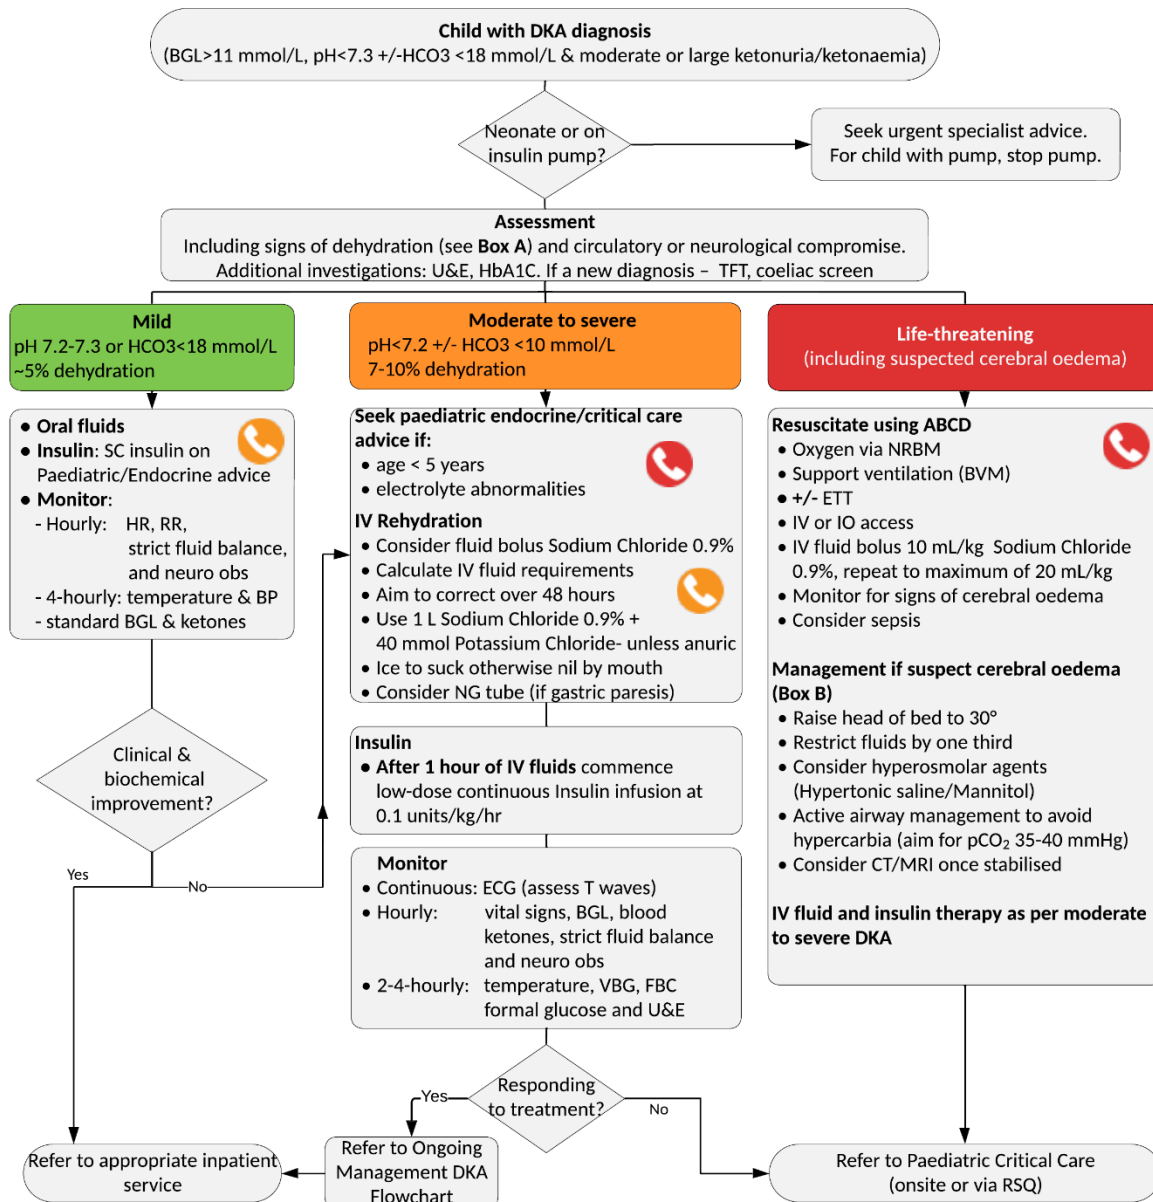 Child with DKA diagnosis
(BGL>11 mmol/L, pH<7.3 +/-HCO3 <18 mmol/L & moderate or large ketonuria/ketonaemia)
Neonate or on
insulin pump?
Seek urgent specialist advice.
For child with pump, stop pump.
Assessment
Including signs of dehydration (see Box A) and circulatory or neurological compromise.
Additional investigations: U&E, HbA1C. If a new diagnosis – TFT, coeliac screen
Mild
pH 7.2-7.3 or HCO3<18 mmol/L
~5% dehydration
● Oral fluids
● Insulin: SC insulin on
Paediatric/Endocrine advice
● Monitor:
- Hourly: HR, RR,
strict fluid balance,
and neuro obs
- 4-hourly: temperature & BP
- standard BGL & ketones
Clinical &
biochemical
improvement?
Yes
No
Moderate to severe
pH<7.2 +/- HCO3 <10 mmol/L
7-10% dehydration
Seek paediatric endocrine/critical care
advice if:
● age < 5 years
● electrolyte abnormalities
IV Rehydration
● Consider fluid bolus Sodium Chloride 0.9%
● Calculate IV fluid requirements
● Aim to correct over 48 hours
● Use 1 L Sodium Chloride 0.9% +
40 mmol Potassium Chloride- unless anuric
● Ice to suck otherwise nil by mouth
● Consider NG tube (if gastric paresis)
Insulin
● After 1 hour of IV fluids commence
low-dose continuous Insulin infusion at
0.1 units/kg/hr
Monitor
● Continuous: ECG (assess T waves)
● Hourly: vital signs, BGL, blood
ketones, strict fluid balance
and neuro obs
● 2-4-hourly: temperature, VBG, FBC
formal glucose and U&E
Responding
to treatment?
Yes
No
Life-threatening
(including suspected cerebral oedema)
Resuscitate using ABCD
● Oxygen via NRBM
● Support ventilation (BVM)
● +/- ETT
● IV or IO access
● IV fluid bolus 10 mL/kg Sodium Chloride
0.9%, repeat to maximum of 20 mL/kg
● Monitor for signs of cerebral oedema
● Consider sepsis
Management if suspect cerebral oedema
(Box B)
● Raise head of bed to 30°
● Restrict fluids by one third
● Consider hyperosmolar agents
(Hypertonic saline/Mannitol)
● Active airway management to avoid
hypercarbia (aim for pCO₂ 35-40 mmHg)
● Consider CT/MRI once stabilised
IV fluid and insulin therapy as per moderate
to severe DKA
Refer to appropriate inpatient
service
Refer to Ongoing
Management DKA
Flowchart
Refer to Paediatric Critical Care
(onsite or via RSQ)